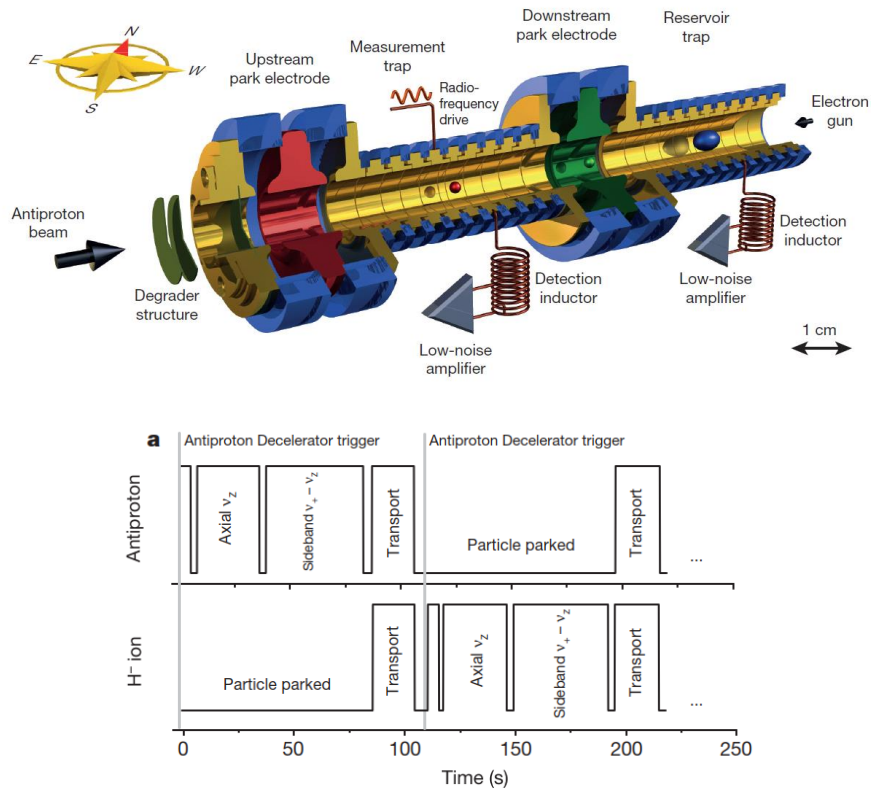 N
E
W
S
Upstream
park electrode
Measurement
trap
Downstream
park electrode
Reservoir
trap
Radio-
frequency
drive
Electron
gun
Antiproton
beam
Degrader
structure
Detection
inductor
Low-noise
amplifier
Detection
inductor
Low-noise
amplifier
1 cm
a
Antiproton Decelerator trigger
Antiproton Decelerator trigger
Antiproton
Axial ν_z
Sideband ν₊ – ν_z
Transport
Particle parked
Transport
...
H⁻ ion
Particle parked
Transport
Axial ν_z
Sideband ν₊ – ν_z
Transport
...
0 50 100 150 200 250
Time (s)